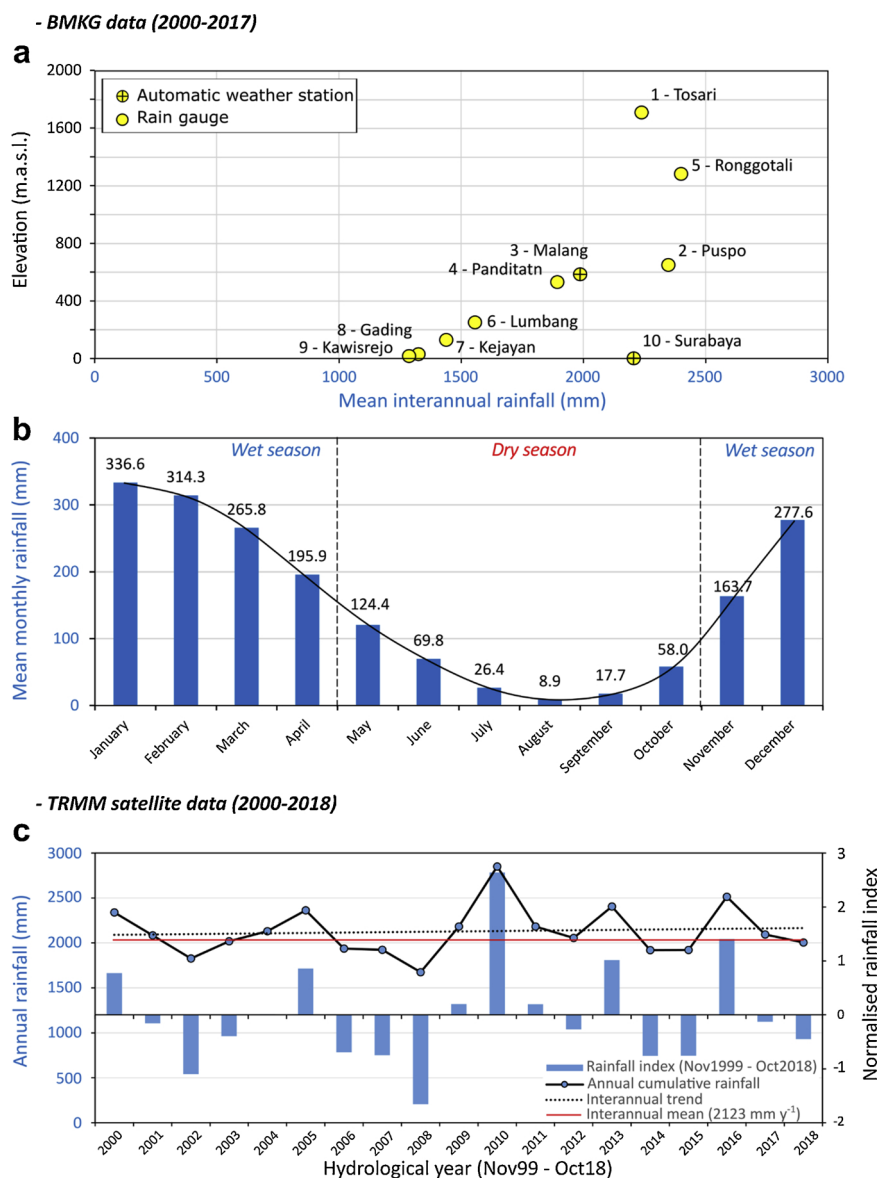 - BMKG data (2000-2017)
a
2000
1600
1200
800
400
0
Elevation (m.a.s.l.)
Automatic weather station
Rain gauge
1 - Tosari
5 - Ronggotali
3 - Malang
2 - Puspo
4 - Panditatn
6 - Lumbang
8 - Gading
10 - Surabaya
9 - Kawisrejo
7 - Kejayan
0 500 1000 1500 2000 2500 3000
Mean interannual rainfall (mm)
b
400
300
200
100
0
Mean monthly rainfall (mm)
Wet season Dry season Wet season
336.6 314.3 265.8 195.9 124.4 69.8 26.4 8.9 17.7 58.0 163.7 277.6
January February March April May June July August September October November December
- TRMM satellite data (2000-2018)
c
3000
2500
2000
1500
1000
500
0
Annual rainfall (mm)
3
2
1
0
-1
-2
Normalised rainfall index
Rainfall index (Nov1999 - Oct2018)
Annual cumulative rainfall
Interannual trend
Interannual mean (2123 mm y⁻¹)
2000 2001 2002 2003 2004 2005 2006 2007 2008 2009 2010 2011 2012 2013 2014 2015 2016 2017 2018
Hydrological year (Nov99 - Oct18)